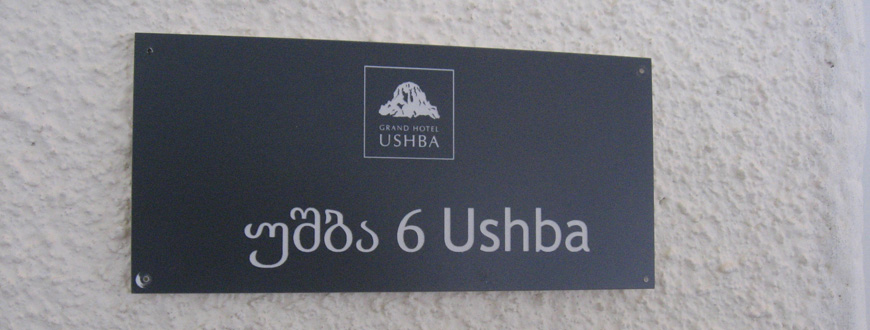 GRAND HOTEL
USHBA
უშბა 6 Ushba